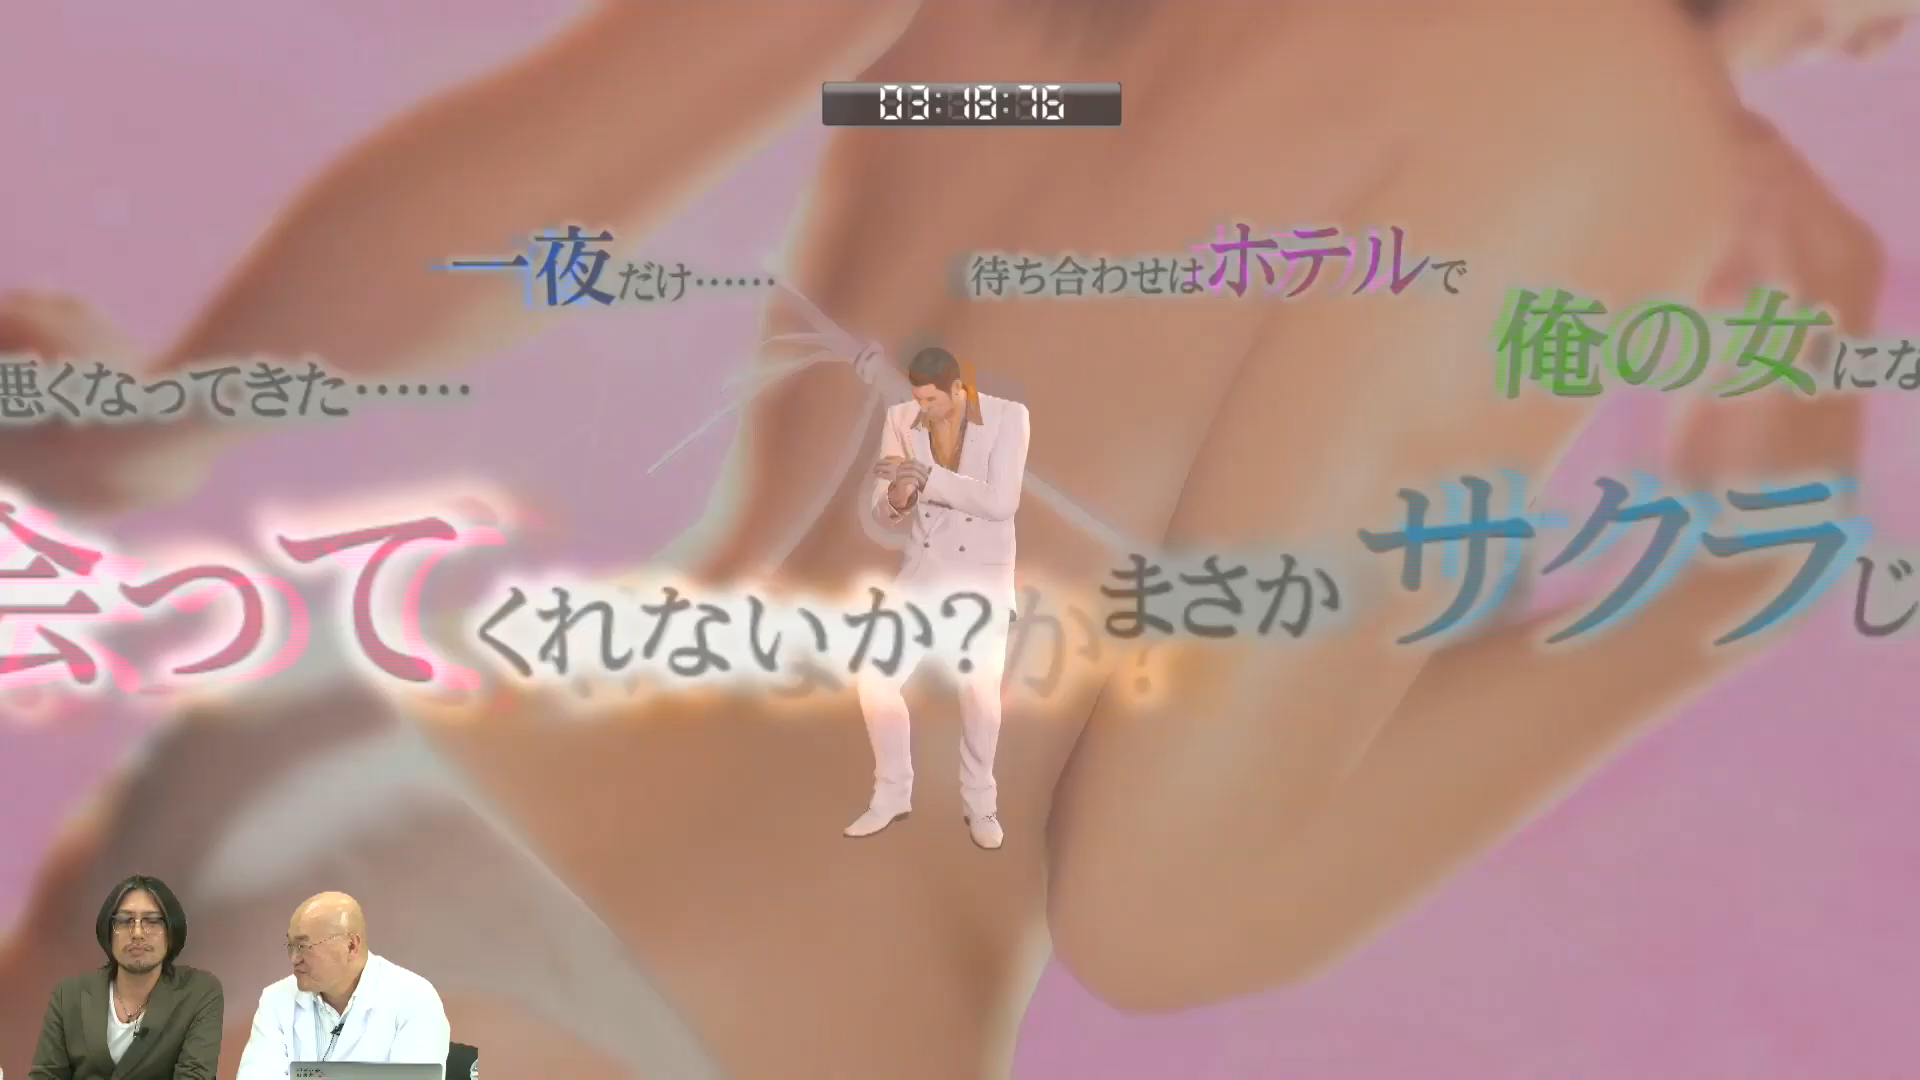 03:18:76
一夜だけ……
待ち合わせはホテルで
俺の女にな
悪くなってきた……
会ってくれないか?
まさかサクラじ